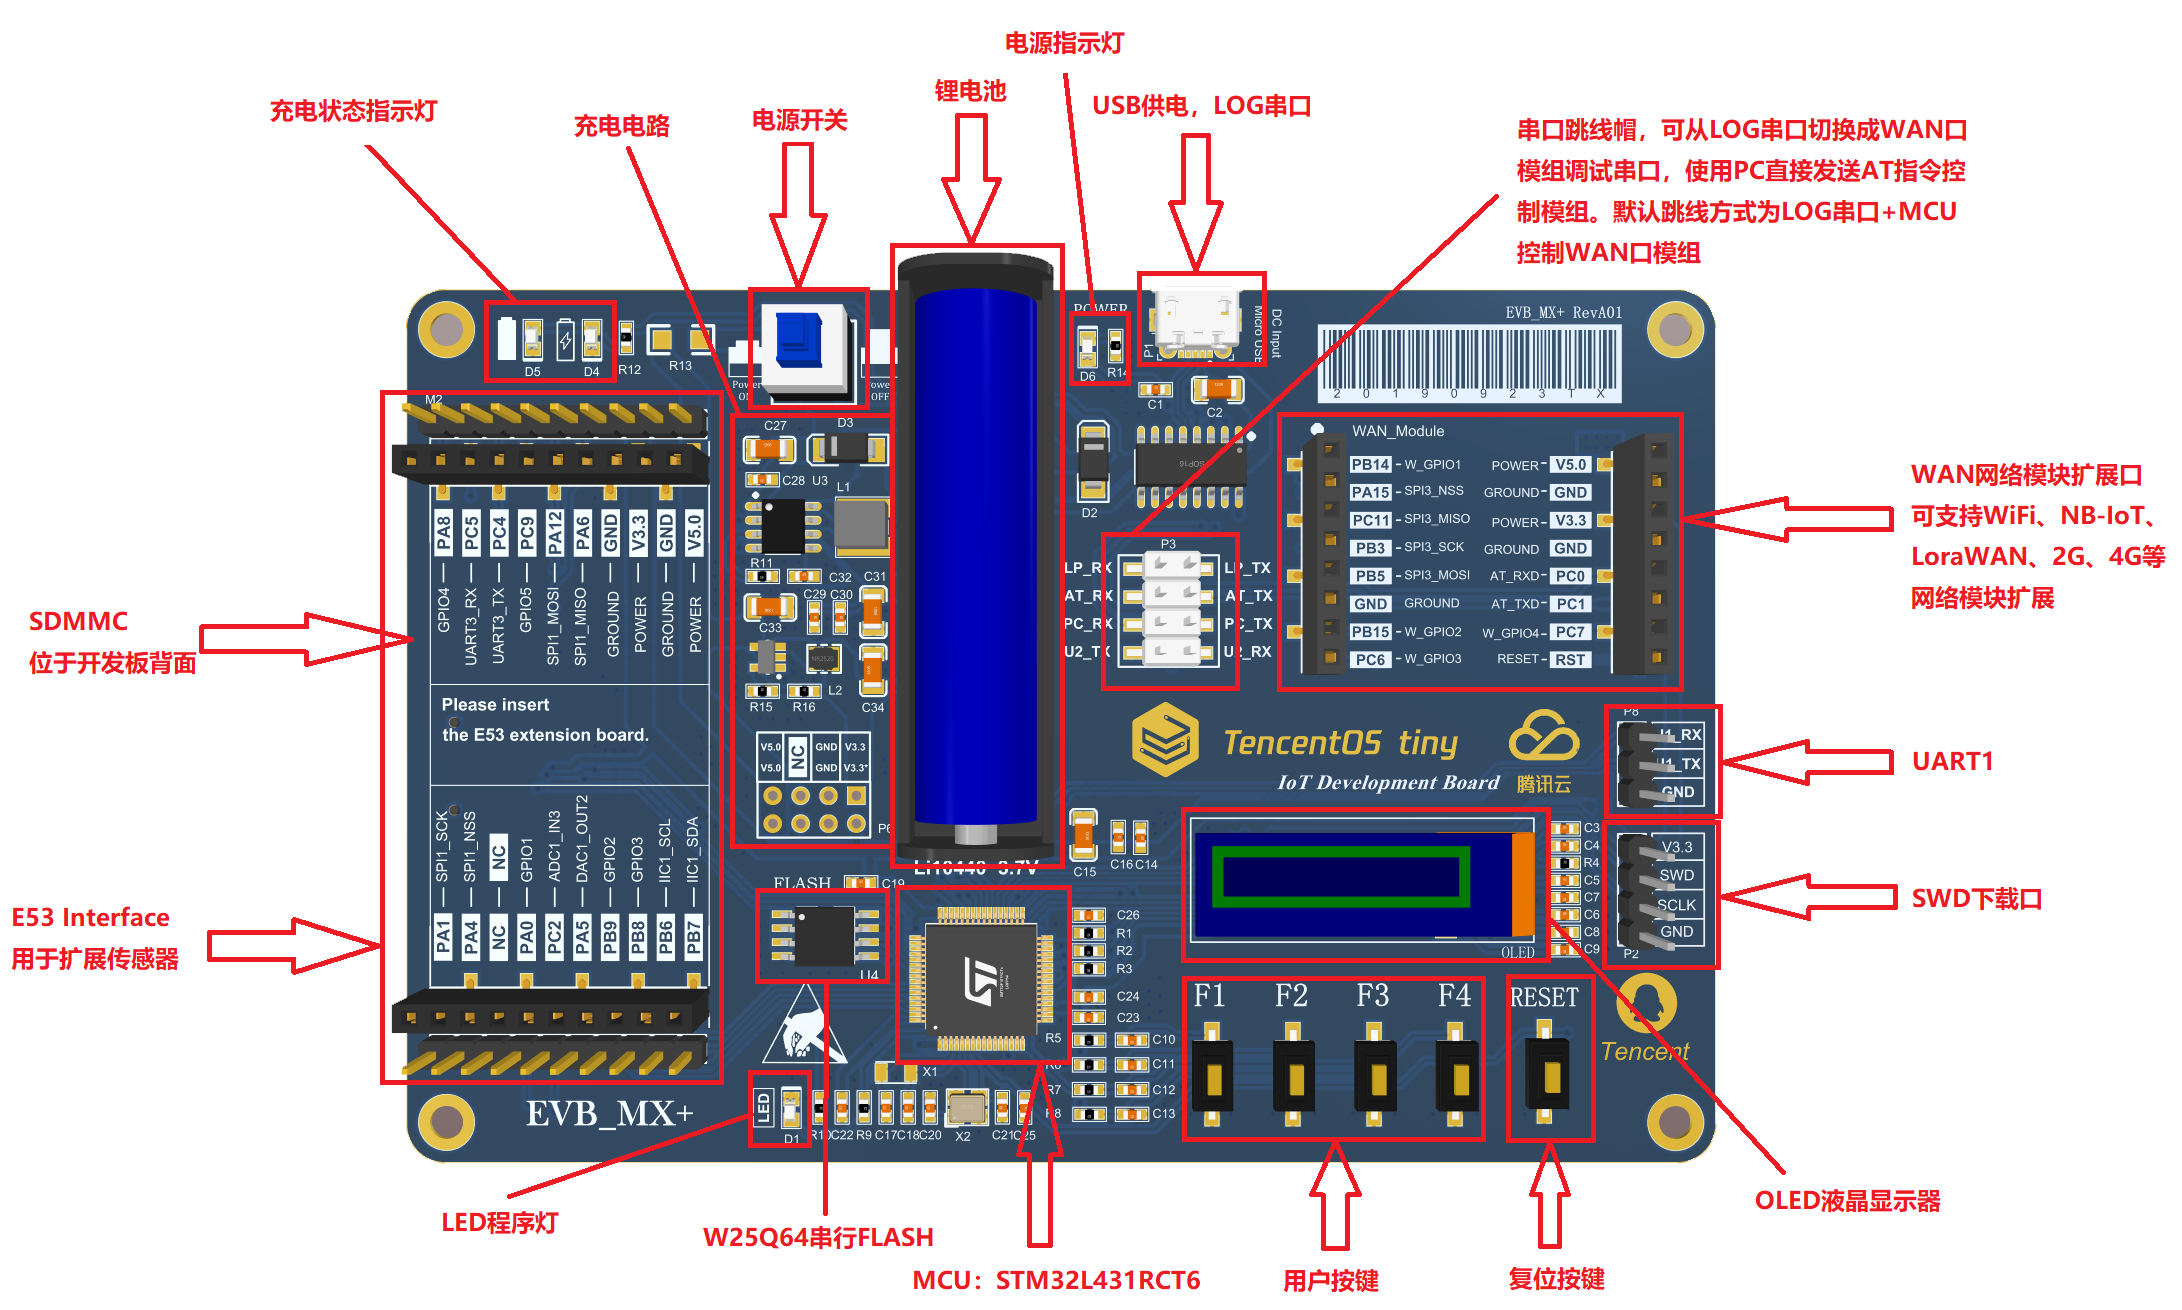 电源指示灯
锂电池
USB供电，LOG串口
充电状态指示灯
充电电路
电源开关
串口跳线帽，可从LOG串口切换成WAN口
模组调试串口，使用PC直接发送AT指令控
制模组。默认跳线方式为LOG串口+MCU
控制WAN口模组
WAN网络模块扩展口
可支持WiFi、NB-IoT、
LoraWAN、2G、4G等
网络模块扩展
SDMMC
位于开发板背面
E53 Interface
用于扩展传感器
UART1
SWD下载口
OLED液晶显示器
LED程序灯
W25Q64串行FLASH
MCU：STM32L431RCT6
用户按键
复位按键
D5
D4
R12
R13
Power
ON
Power
OFF
POWER
D6
R14
P1
Micro USB
DC Input
EVB_MX+ RevA01
20190923TX
M2
PA8
PC5
PC4
PC9
PA12
PA6
GND
V3.3
GND
V5.0
GPIO4
UART3_RX
UART3_TX
GPIO5
SPI1_MOSI
SPI1_MISO
GROUND
POWER
GROUND
POWER
Please insert
the E53 extension board.
SPI1_SCK
SPI1_NSS
NC
GPIO1
ADC1_IN3
DAC1_OUT2
GPIO2
GPIO3
IIC1_SCL
IIC1_SDA
PA1
PA4
NC
PA0
PC2
PA5
PB9
PB8
PB6
PB7
EVB_MX+
C27
D3
C28
U3
L1
R11
C32
C31
C29
C30
C33
L2
R15
R16
C34
V5.0
NC
GND
V3.3
V5.0
GND
V3.3*
P6
Li10440 3.7V
C1
C2
D2
SOP16
P3
LP_RX
LP_TX
AT_RX
AT_TX
PC_RX
PC_TX
U2_TX
U2_RX
WAN_Module
PB14 - W_GPIO1
POWER - V5.0
PA15 - SPI3_NSS
GROUND - GND
PC11 - SPI3_MISO
POWER - V3.3
PB3 - SPI3_SCK
GROUND GND
PB5 - SPI3_MOSI
AT_RXD - PC0
GND GROUND
AT_TXD - PC1
PB15 - W_GPIO2
W_GPIO4 - PC7
PC6 - W_GPIO3
RESET - RST
TencentOS tiny
IoT Development Board
腾讯云
P8
U1_RX
U1_TX
GND
V3.3
SWD
SCLK
GND
P2
C15
C16
C14
C3
C4
R4
C5
C7
C6
C8
C9
OLED
FLASH
C19
U4
C26
R1
R2
R3
C24
C23
R5
C10
R6
C11
R7
C12
R8
C13
X1
LED
D1
R10
C22
R9
C17
C18
C20
X2
C21
C25
F1
F2
F3
F4
RESET
Tencent